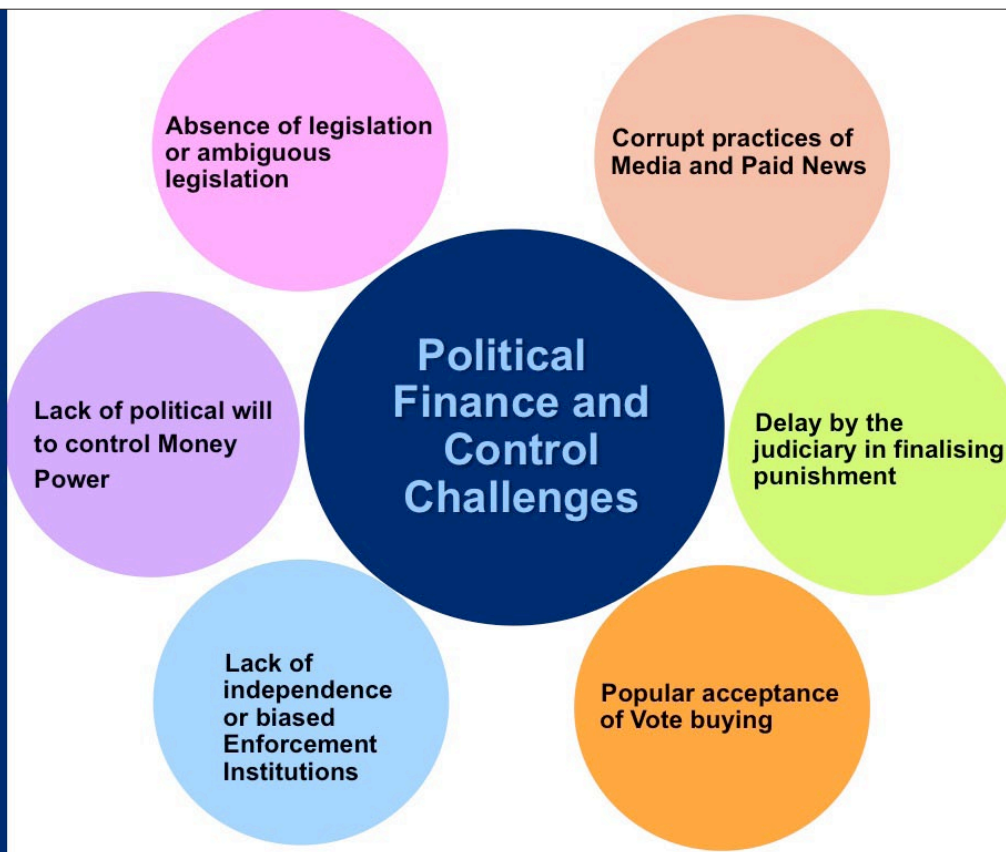 Absence of legislation
or ambiguous
legislation
Corrupt practices of
Media and Paid News
Political
Finance and
Control
Challenges
Lack of political will
to control Money
Power
Delay by the
judiciary in finalising
punishment
Lack of
independence
or biased
Enforcement
Institutions
Popular acceptance
of Vote buying